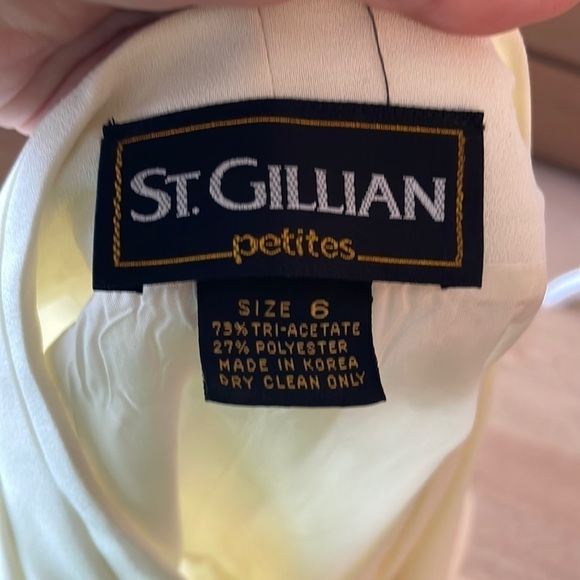 ST. GILLIAN
petites
SIZE 6
73% TRI-ACETATE
27% POLYESTER
MADE IN KOREA
DRY CLEAN ONLY